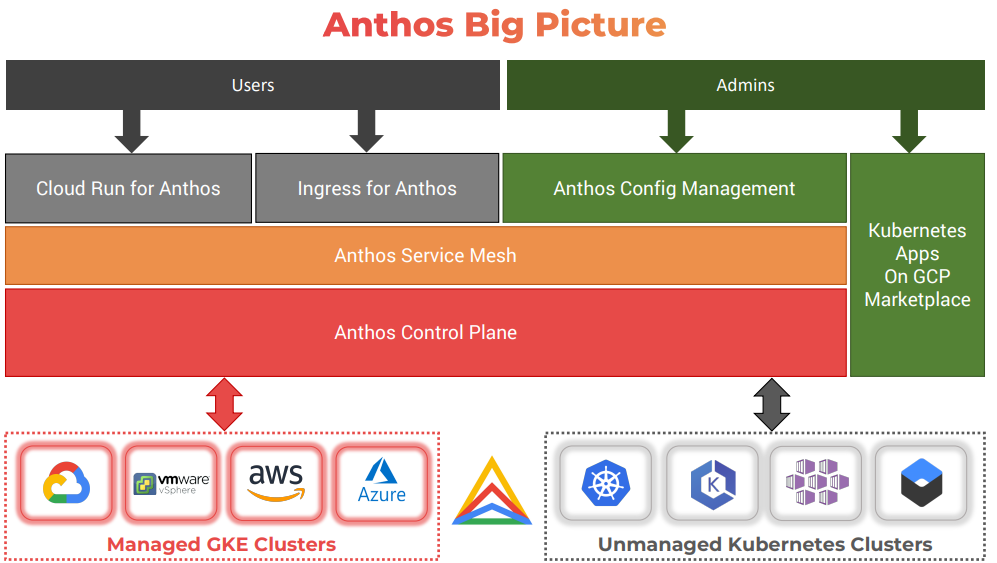 Anthos Big Picture
Users
Admins
Cloud Run for Anthos
Ingress for Anthos
Anthos Config Management
Kubernetes
Apps
On GCP
Marketplace
Anthos Service Mesh
Anthos Control Plane
vmware
vSphere
aws
Azure
K
Managed GKE Clusters
Unmanaged Kubernetes Clusters